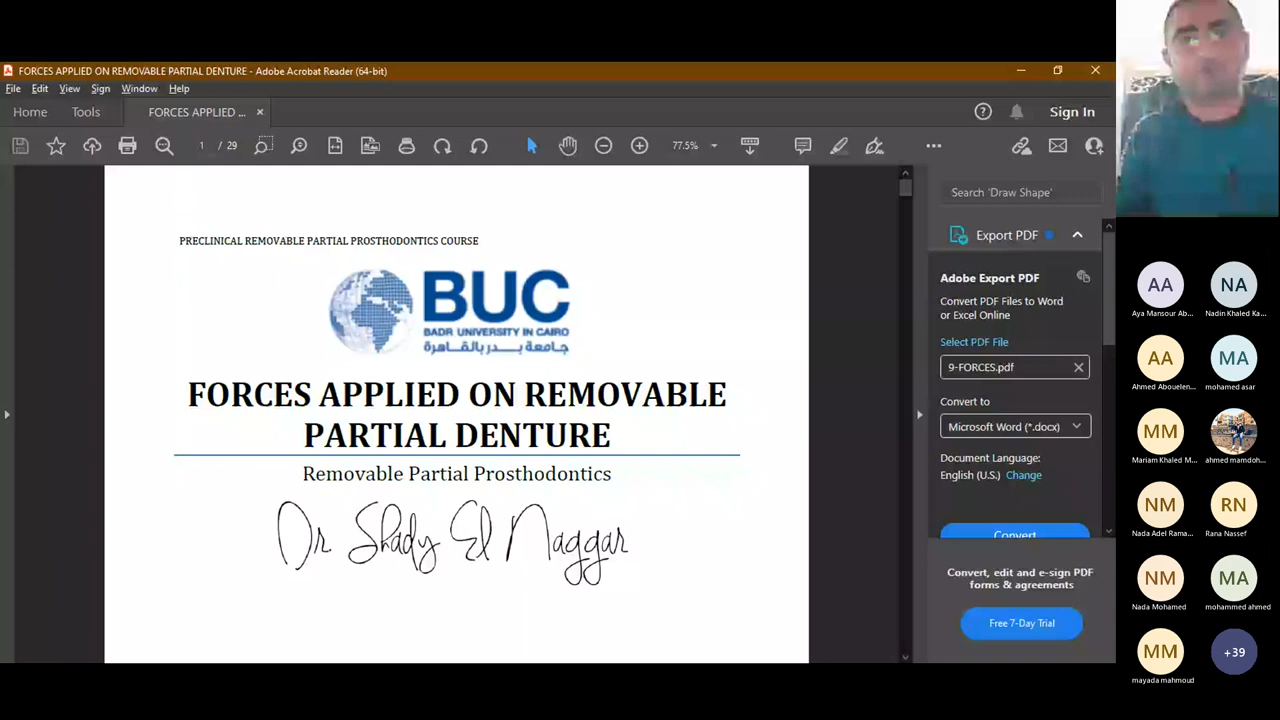 FORCES APPLIED ON REMOVABLE PARTIAL DENTURE - Adobe Acrobat Reader (64-bit)
File Edit View Sign Window Help
Home Tools FORCES APPLIED ... Sign In
1 / 29 77.5%
PRECLINICAL REMOVABLE PARTIAL PROSTHODONTICS COURSE
BUC
BADR UNIVERSITY IN CAIRO
جامعة بدر بالقاهرة
FORCES APPLIED ON REMOVABLE
PARTIAL DENTURE
Removable Partial Prosthodontics
Dr Shady El Naggar
Search 'Draw Shape'
Export PDF
Adobe Export PDF
Convert PDF Files to Word
or Excel Online
Select PDF File
9-FORCES.pdf
Convert to
Microsoft Word (*.docx)
Document Language:
English (U.S.) Change
Convert
Convert, edit and e-sign PDF
forms & agreements
Free 7-Day Trial
AA NA
Aya Mansour Ab... Nadin Khaled Ka...
AA MA
Ahmed Abouelen... mohamed asar
MM
Mariam Khaled M... ahmed mamdoh...
NM RN
Nada Adel Rama... Rana Nassef
NM MA
Nada Mohamed mohammed ahmed
MM +39
mayada mahmoud